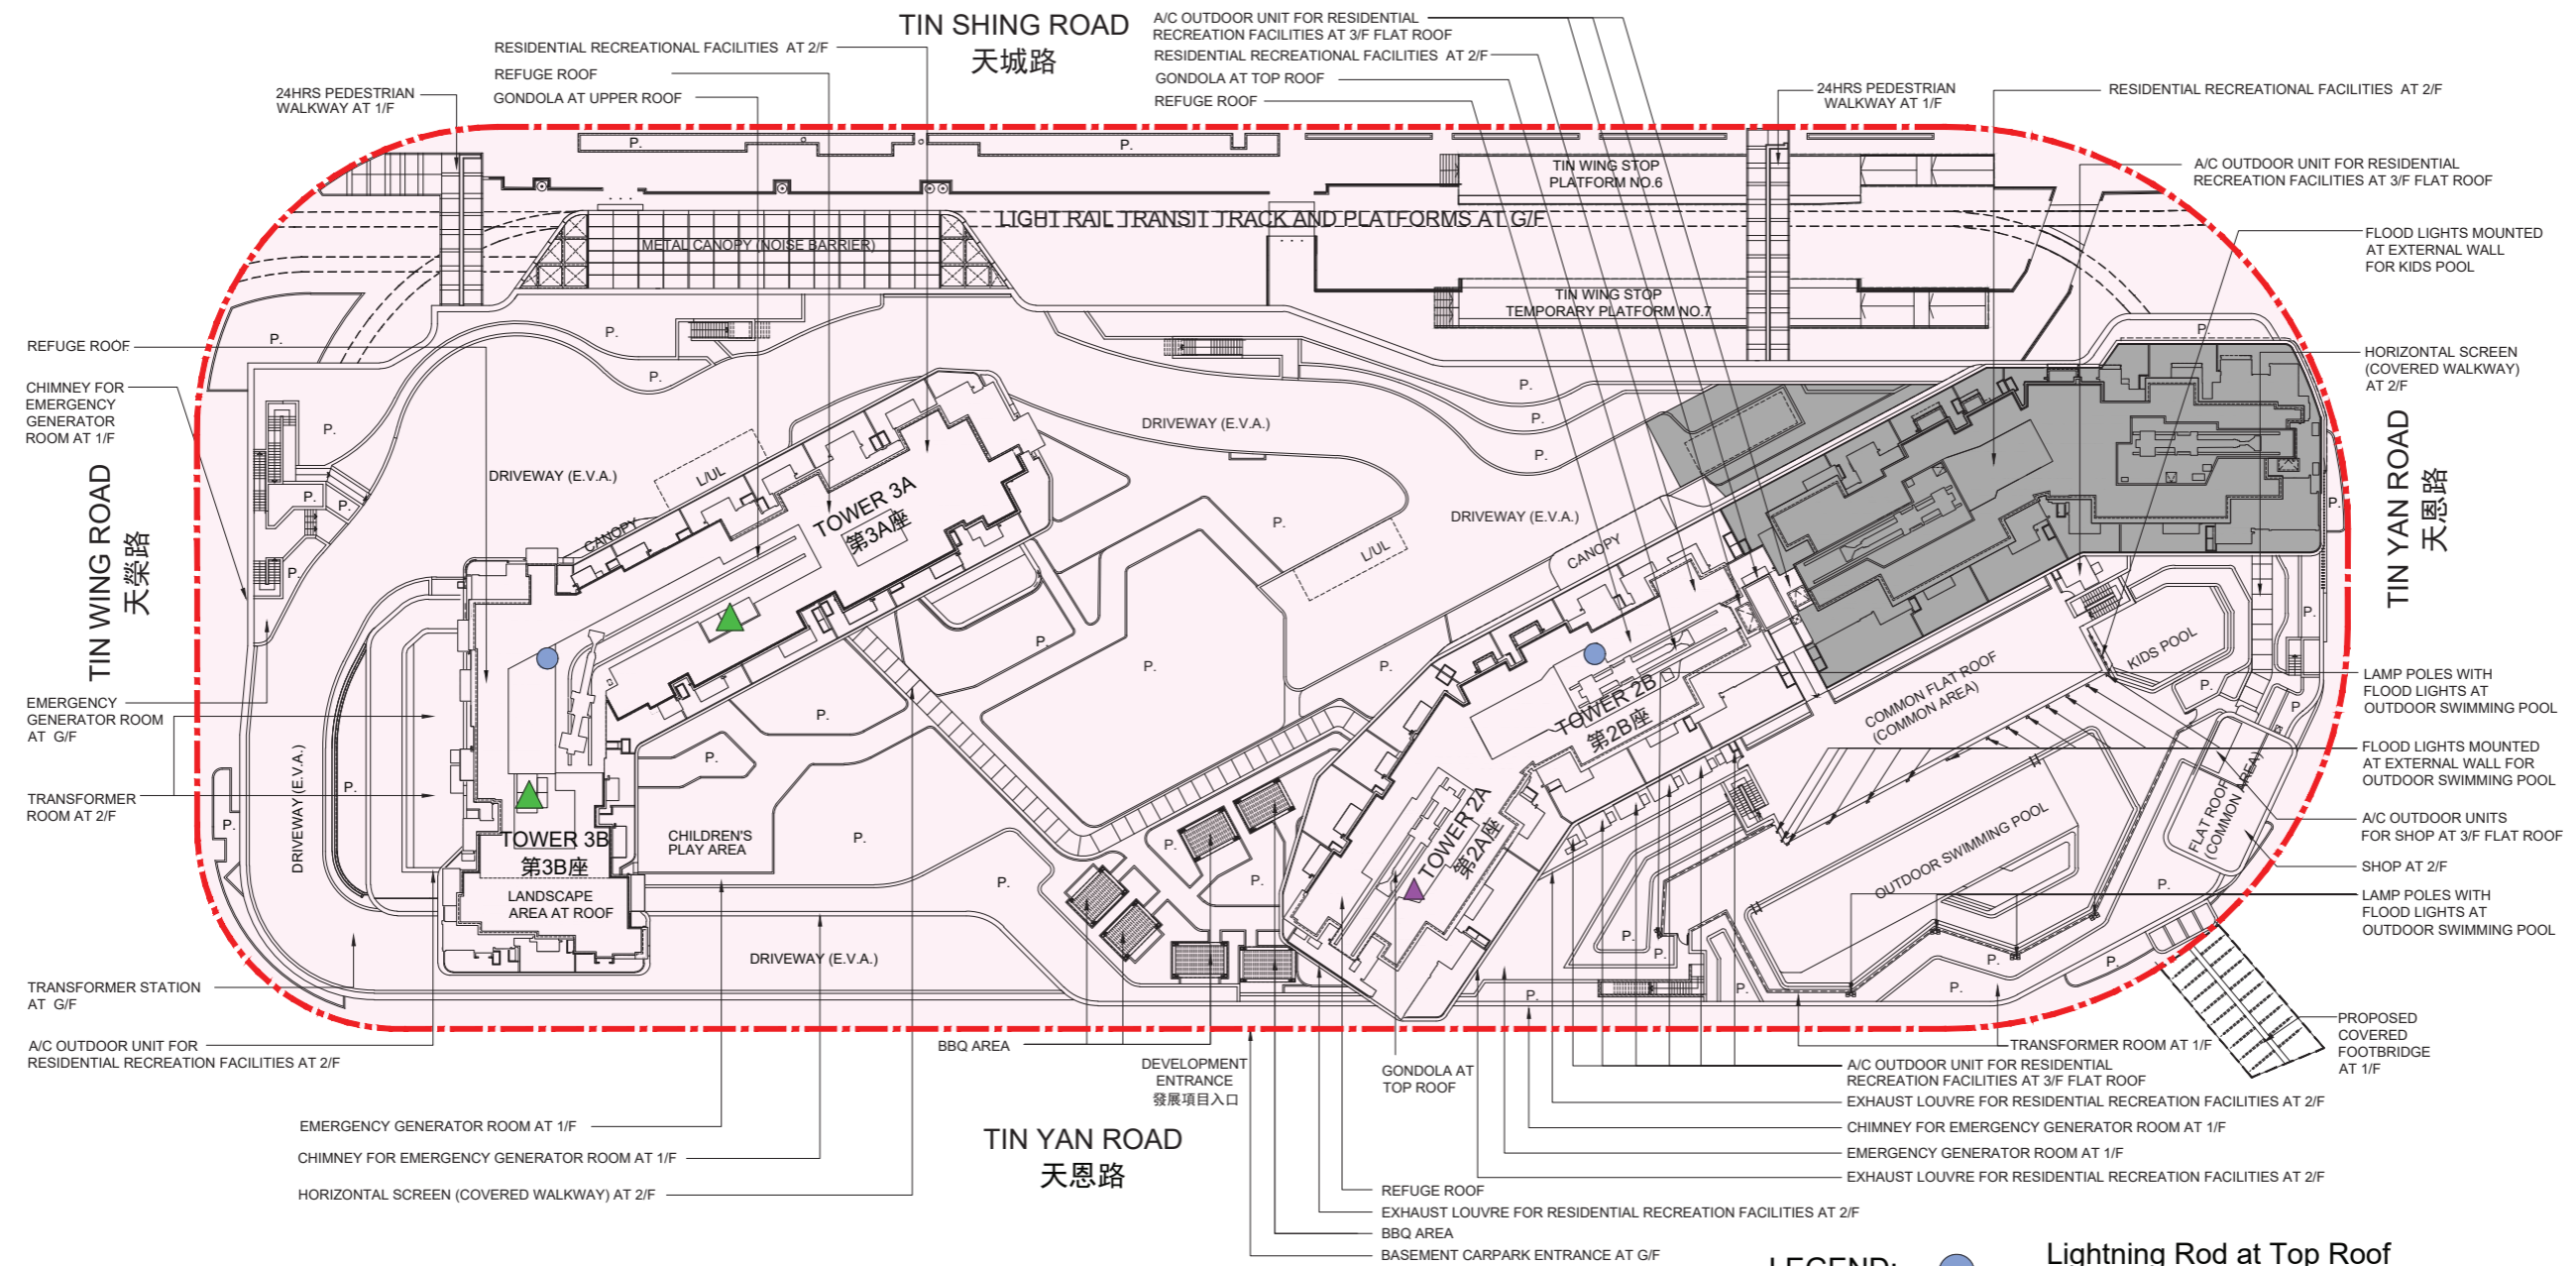 TIN SHING ROAD
天城路
RESIDENTIAL RECREATIONAL FACILITIES AT 2/F
REFUGE ROOF
GONDOLA AT UPPER ROOF
24HRS PEDESTRIAN
WALKWAY AT 1/F
A/C OUTDOOR UNIT FOR RESIDENTIAL
RECREATION FACILITIES AT 3/F FLAT ROOF
RESIDENTIAL RECREATIONAL FACILITIES AT 2/F
GONDOLA AT TOP ROOF
REFUGE ROOF
24HRS PEDESTRIAN
WALKWAY AT 1/F
RESIDENTIAL RECREATIONAL FACILITIES AT 2/F
A/C OUTDOOR UNIT FOR RESIDENTIAL
RECREATION FACILITIES AT 3/F FLAT ROOF
FLOOD LIGHTS MOUNTED
AT EXTERNAL WALL
FOR KIDS POOL
HORIZONTAL SCREEN
(COVERED WALKWAY)
AT 2/F
TIN YAN ROAD
天恩路
LAMP POLES WITH
FLOOD LIGHTS AT
OUTDOOR SWIMMING POOL
FLOOD LIGHTS MOUNTED
AT EXTERNAL WALL FOR
OUTDOOR SWIMMING POOL
A/C OUTDOOR UNITS
FOR SHOP AT 3/F FLAT ROOF
SHOP AT 2/F
LAMP POLES WITH
FLOOD LIGHTS AT
OUTDOOR SWIMMING POOL
PROPOSED
COVERED
FOOTBRIDGE
AT 1/F
REFUGE ROOF
CHIMNEY FOR
EMERGENCY
GENERATOR
ROOM AT 1/F
TIN WING ROAD
天榮路
EMERGENCY
GENERATOR ROOM
AT G/F
TRANSFORMER
ROOM AT 2/F
TRANSFORMER STATION
AT G/F
A/C OUTDOOR UNIT FOR
RESIDENTIAL RECREATION FACILITIES AT 2/F
P.
P.
TIN WING STOP
PLATFORM NO.6
LIGHT RAIL TRANSIT TRACK AND PLATFORMS AT G/F
METAL CANOPY (NOISE BARRIER)
TIN WING STOP
TEMPORARY PLATFORM NO.7
P.
P.
P.
P.
P.
P.
P.
P.
P.
P.
P.
P.
DRIVEWAY (E.V.A.)
DRIVEWAY (E.V.A.)
DRIVEWAY (E.V.A.)
L/UL
L/UL
CANOPY
CANOPY
TOWER 3A
第3A座
TOWER 3B
第3B座
LANDSCAPE
AREA AT ROOF
CHILDREN'S
PLAY AREA
DRIVEWAY (E.V.A.)
DRIVEWAY (E.V.A.)
P.
P.
P.
P.
P.
P.
P.
P.
P.
P.
P.
P.
TOWER 2B
第2B座
TOWER 2A
第2A座
COMMON FLAT ROOF
(COMMON AREA)
KIDS POOL
OUTDOOR SWIMMING POOL
FLAT ROOF
(COMMON AREA)
P.
P.
P.
P.
P.
P.
P.
P.
P.
P.
P.
P.
BBQ AREA
DEVELOPMENT
ENTRANCE
發展項目入口
GONDOLA AT
TOP ROOF
TRANSFORMER ROOM AT 1/F
A/C OUTDOOR UNIT FOR RESIDENTIAL
RECREATION FACILITIES AT 3/F FLAT ROOF
EXHAUST LOUVRE FOR RESIDENTIAL RECREATION FACILITIES AT 2/F
CHIMNEY FOR EMERGENCY GENERATOR ROOM AT 1/F
EMERGENCY GENERATOR ROOM AT 1/F
EXHAUST LOUVRE FOR RESIDENTIAL RECREATION FACILITIES AT 2/F
EMERGENCY GENERATOR ROOM AT 1/F
CHIMNEY FOR EMERGENCY GENERATOR ROOM AT 1/F
HORIZONTAL SCREEN (COVERED WALKWAY) AT 2/F
TIN YAN ROAD
天恩路
REFUGE ROOF
EXHAUST LOUVRE FOR RESIDENTIAL RECREATION FACILITIES AT 2/F
BBQ AREA
BASEMENT CARPARK ENTRANCE AT G/F
LEGEND:
Lightning Rod at Top Roof